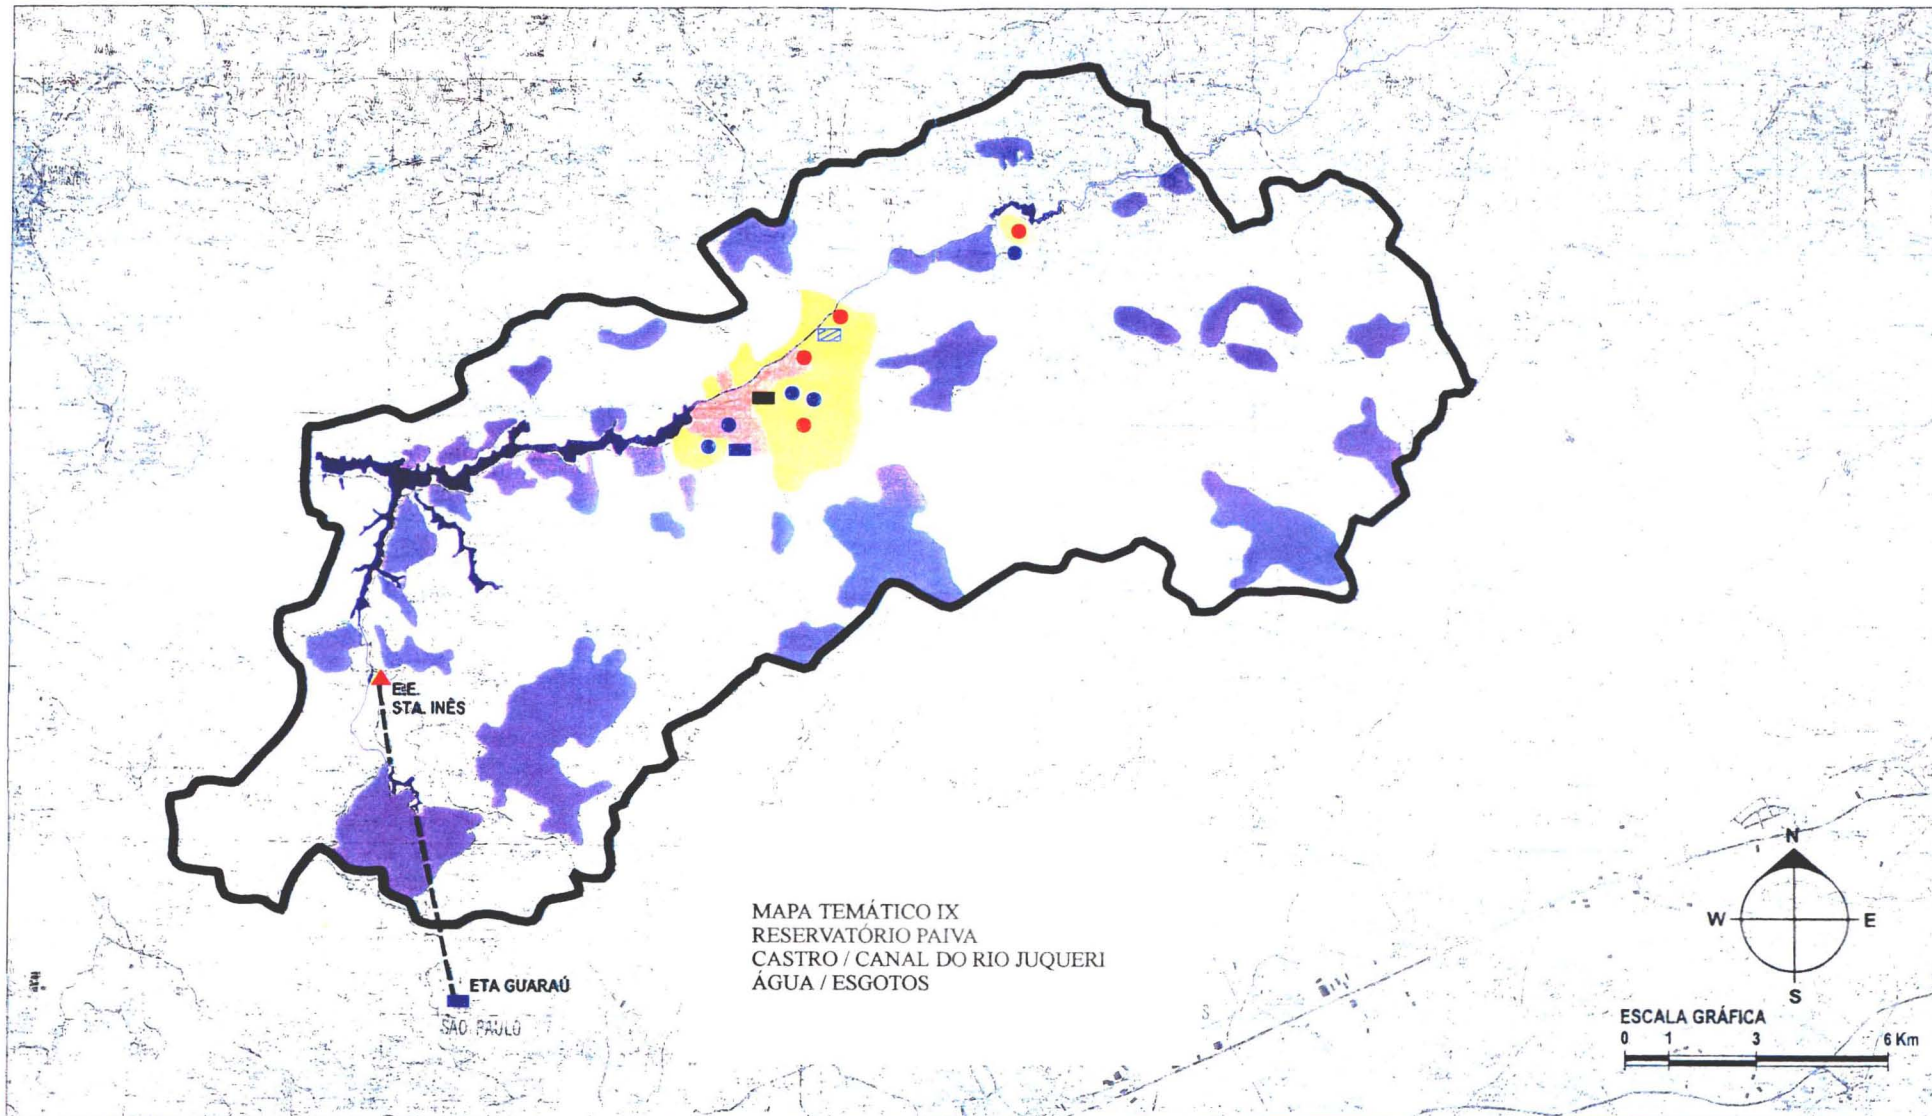 E.E.
STA. INÊS
ETA GUARAÚ
SÃO PAULO
MAPA TEMÁTICO IX
RESERVATÓRIO PAIVA
CASTRO / CANAL DO RIO JUQUERI
ÁGUA / ESGOTOS
N
W E
S
ESCALA GRÁFICA
0 1 3 6 Km